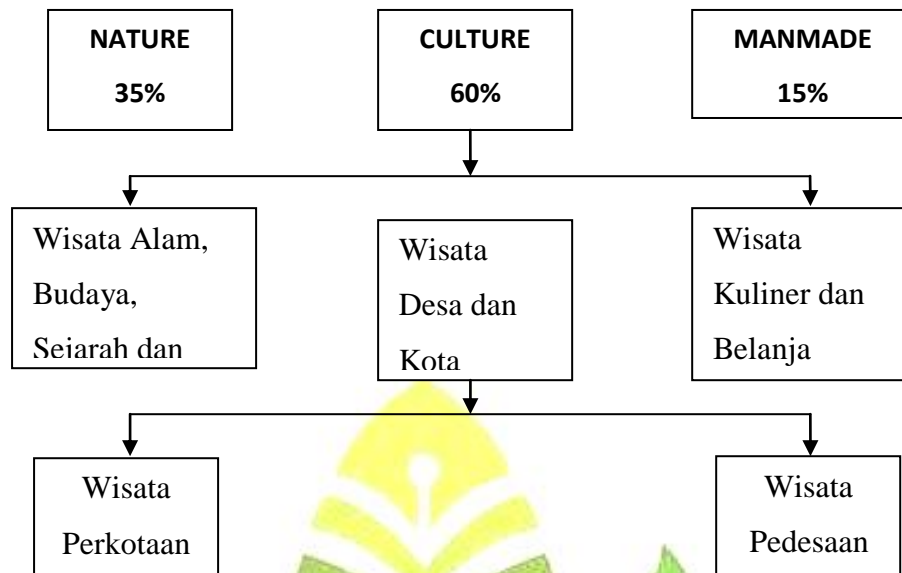 NATURE
35%
CULTURE
60%
MANMADE
15%
Wisata Alam,
Budaya,
Sejarah dan
Wisata
Desa dan
Kota
Wisata
Kuliner dan
Belanja
Wisata
Perkotaan
Wisata
Pedesaan